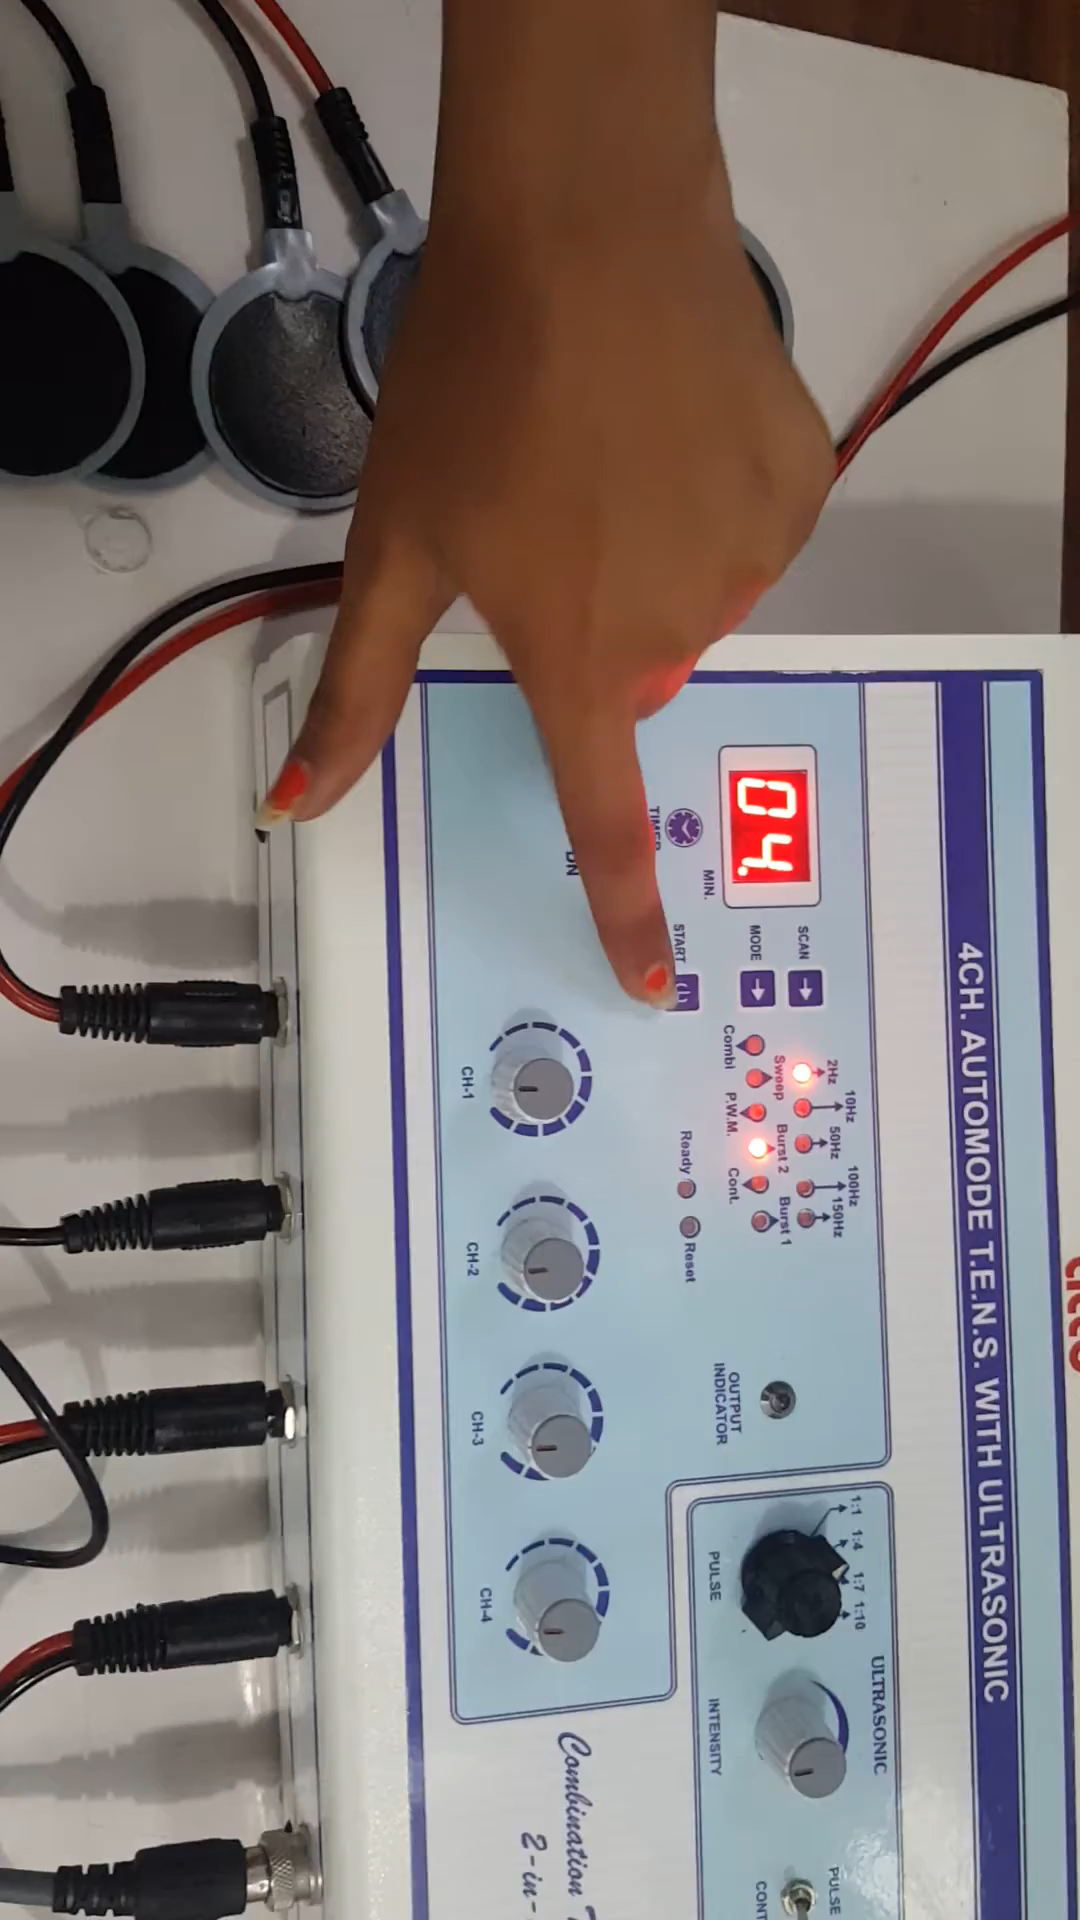 4CH. AUTOMODE T.E.N.S. WITH ULTRASONIC
04.
MIN.
TIMER
SCAN
MODE
START
2Hz
10Hz
50Hz
100Hz
150Hz
Combi
Sweep
P.W.M.
Burst 2
Cont.
Burst 1
Ready
Reset
OUTPUT
INDICATOR
CH-1
CH-2
CH-3
CH-4
1:1
1:4
1:7
1:10
PULSE
ULTRASONIC
INTENSITY
PULSE
CONT
Combination
2-in-